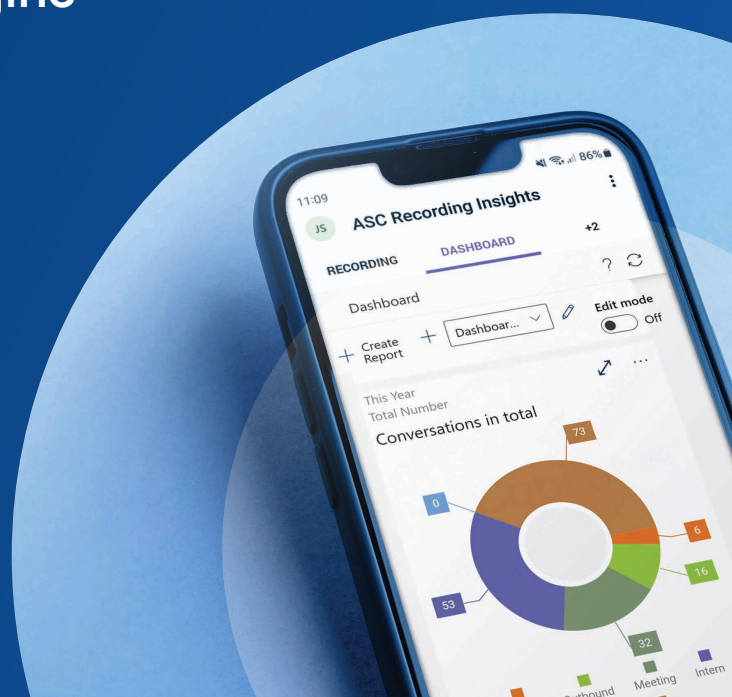 11:09
86%
JS
ASC Recording Insights
RECORDING
DASHBOARD
+2
Dashboard
?
+ Create Report
+
Dashboar...
Edit mode
Off
This Year
Total Number
Conversations in total
73
0
6
16
53
32
Meeting
Intern